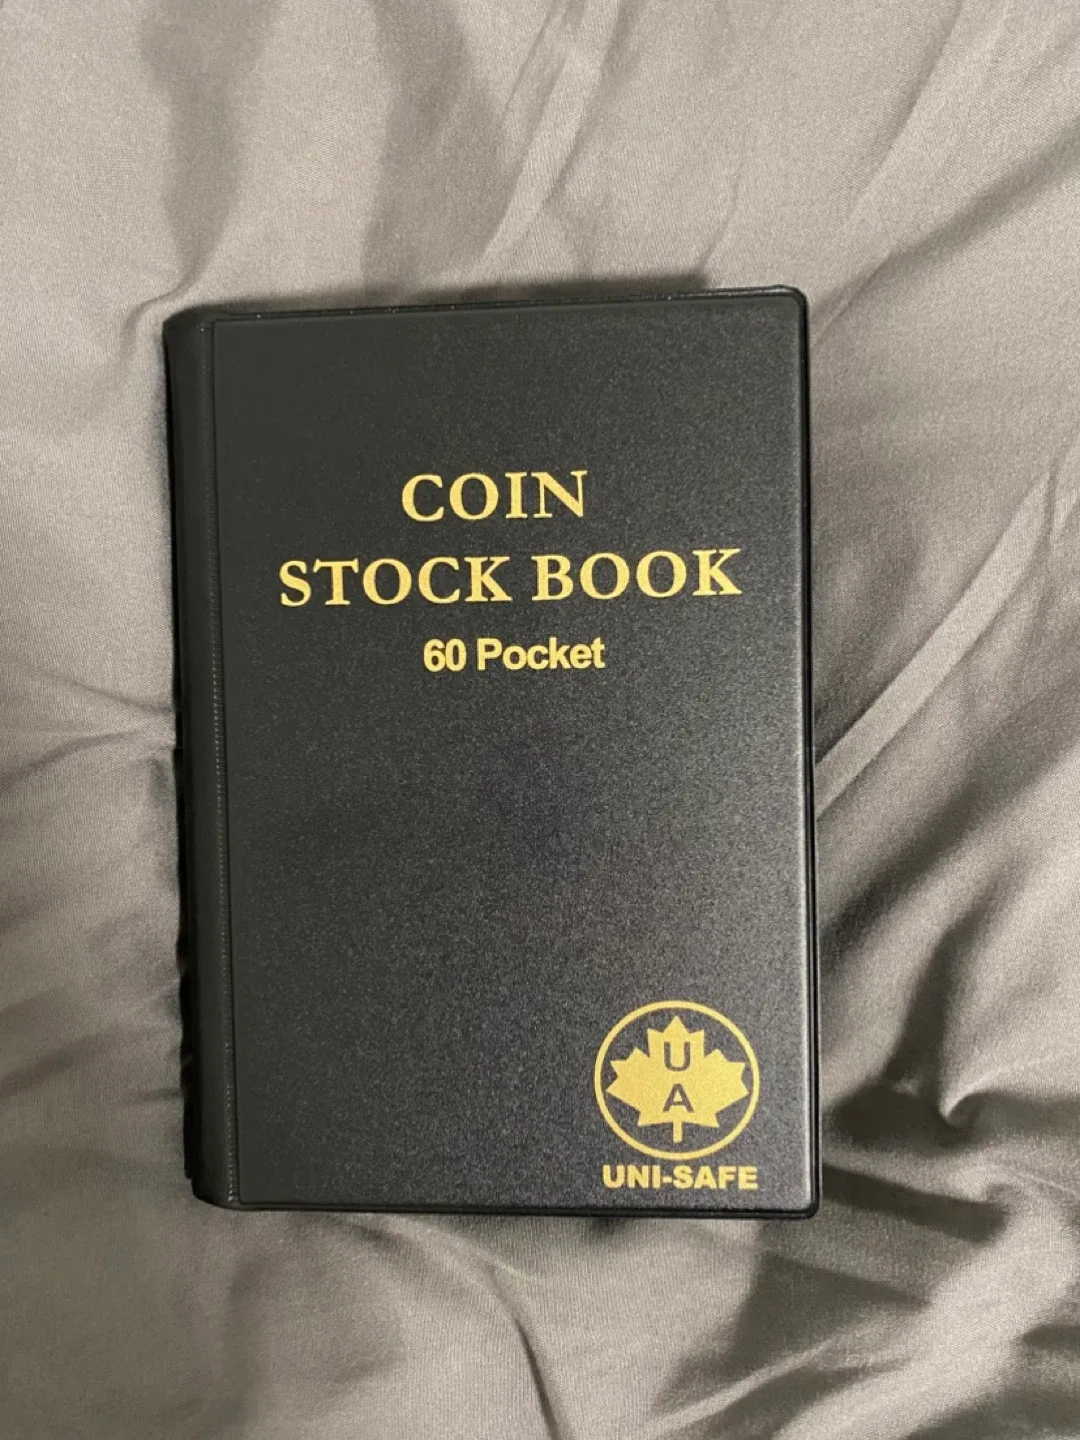 COIN
STOCK BOOK
60 Pocket
U
A
UNI-SAFE